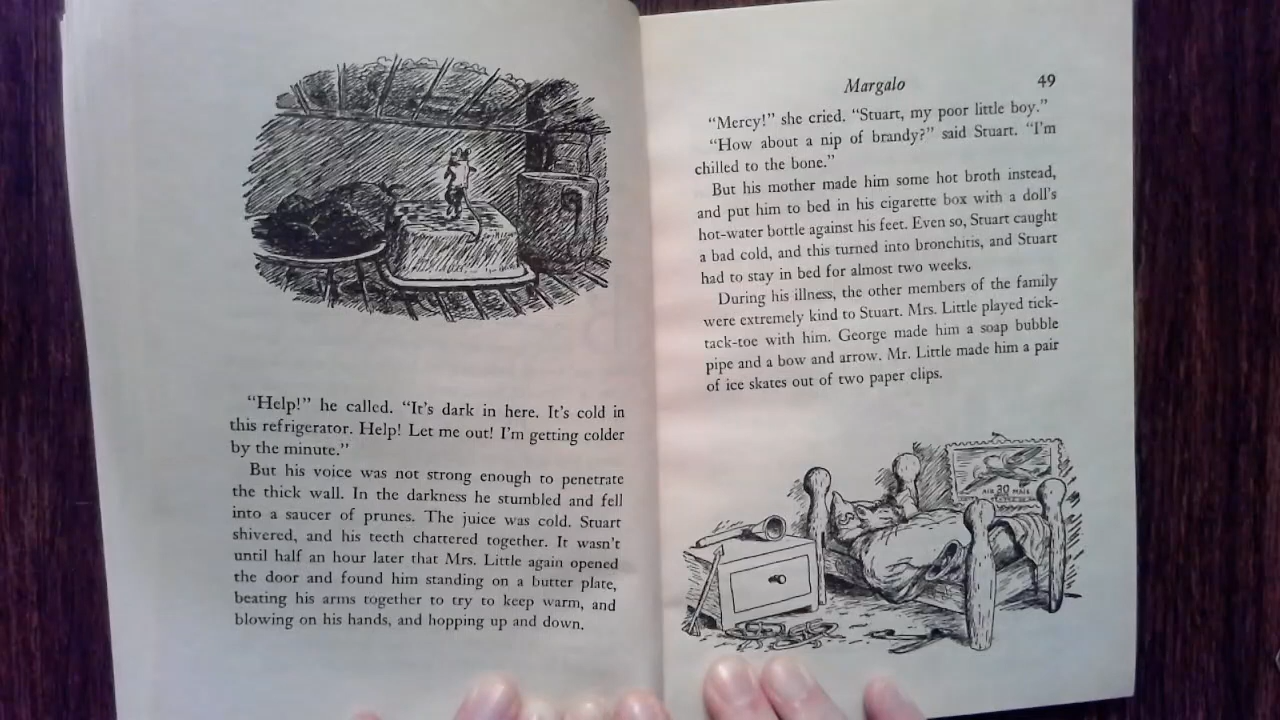 "Help!" he called. "It's dark in here. It's cold in
this refrigerator. Help! Let me out! I'm getting colder
by the minute."
But his voice was not strong enough to penetrate
the thick wall. In the darkness he stumbled and fell
into a saucer of prunes. The juice was cold. Stuart
shivered, and his teeth chattered together. It wasn't
until half an hour later that Mrs. Little again opened
the door and found him standing on a butter plate,
beating his arms together to try to keep warm, and
blowing on his hands, and hopping up and down.
Margalo 49
"Mercy!" she cried. "Stuart, my poor little boy."
"How about a nip of brandy?" said Stuart. "I'm
chilled to the bone."
But his mother made him some hot broth instead,
and put him to bed in his cigarette box with a doll's
hot-water bottle against his feet. Even so, Stuart caught
a bad cold, and this turned into bronchitis, and Stuart
had to stay in bed for almost two weeks.
During his illness, the other members of the family
were extremely kind to Stuart. Mrs. Little played tick-
tack-toe with him. George made him a soap bubble
pipe and a bow and arrow. Mr. Little made him a pair
of ice skates out of two paper clips.
AIR 30 MAIL